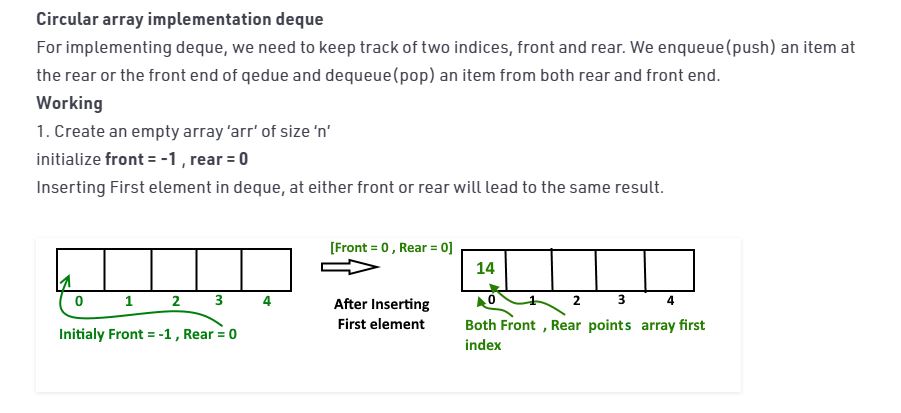 Circular array implementation deque
For implementing deque, we need to keep track of two indices, front and rear. We enqueue(push) an item at
the rear or the front end of qedue and dequeue(pop) an item from both rear and front end.
Working
1. Create an empty array 'arr' of size 'n'
initialize front = -1 , rear = 0
Inserting First element in deque, at either front or rear will lead to the same result.
[Front = 0 , Rear = 0]
14
0 1 2 3 4
0 1 2 3 4
After Inserting
First element
Initialy Front = -1 , Rear = 0
Both Front , Rear points array first
index